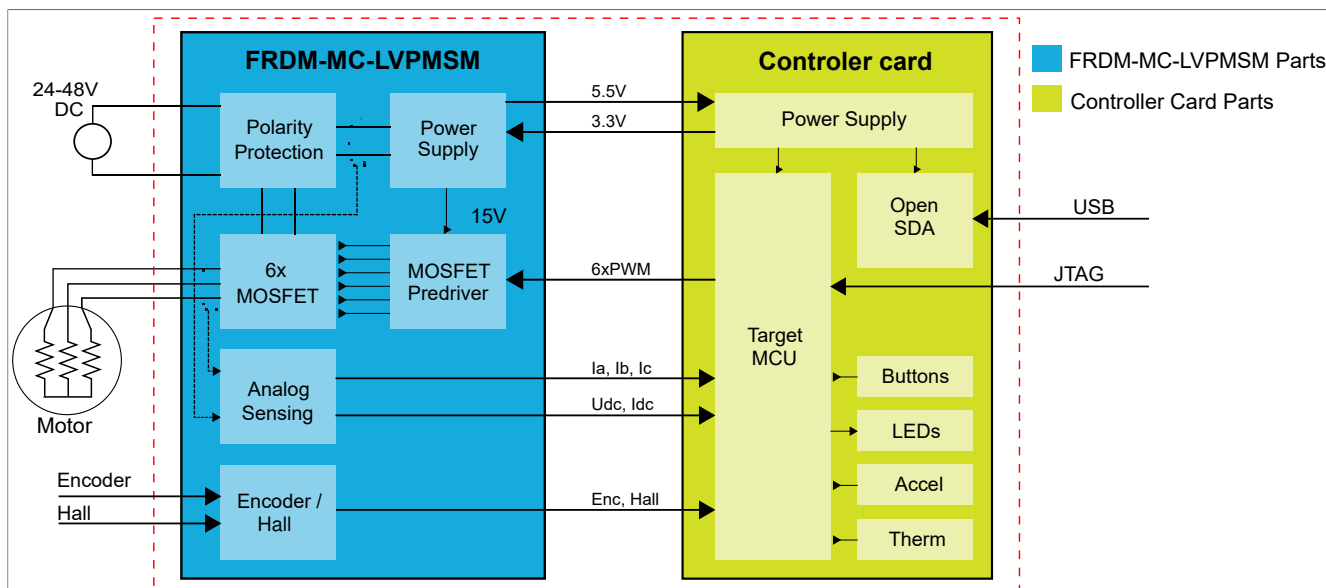 FRDM-MC-LVPMSM
Controler card
FRDM-MC-LVPMSM Parts
Controller Card Parts
24-48V
DC
Polarity
Protection
Power
Supply
5.5V
3.3V
Power Supply
15V
Open
SDA
USB
6x
MOSFET
MOSFET
Predriver
6xPWM
JTAG
Target
MCU
Motor
Analog
Sensing
Ia, Ib, Ic
Udc, Idc
Buttons
LEDs
Encoder
Hall
Encoder /
Hall
Enc, Hall
Accel
Therm